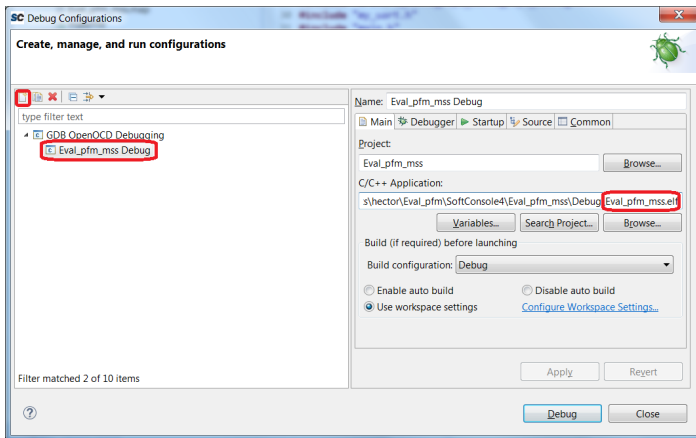 SC Debug Configurations
Create, manage, and run configurations
type filter text
GDB OpenOCD Debugging
Eval_pfm_mss Debug
Filter matched 2 of 10 items
Name: Eval_pfm_mss Debug
Main Debugger Startup Source Common
Project:
Eval_pfm_mss Browse...
C/C++ Application:
s\hector\Eval_pfm\SoftConsole4\Eval_pfm_mss\Debug Eval_pfm_mss.elf
Variables... Search Project... Browse...
Build (if required) before launching
Build configuration: Debug
Enable auto build Disable auto build
Use workspace settings Configure Workspace Settings...
Apply Revert
Debug Close